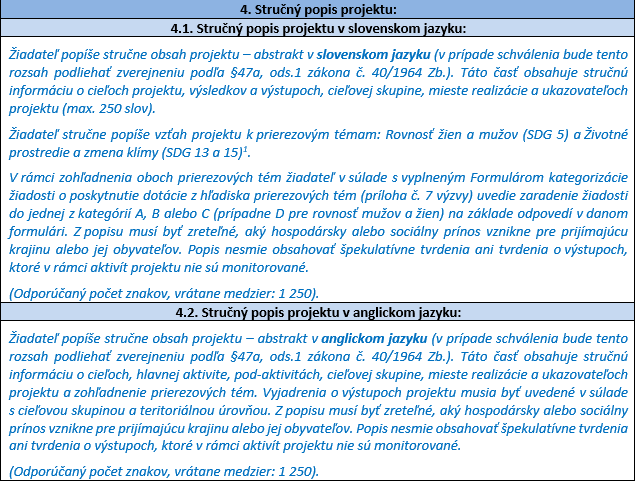 4. Stručný popis projektu:
4.1. Stručný popis projektu v slovenskom jazyku:
Žiadateľ popíše stručne obsah projektu – abstrakt v slovenskom jazyku (v prípade schválenia bude tento
rozsah podliehať zverejneniu podľa §47a, ods.1 zákona č. 40/1964 Zb.). Táto časť obsahuje stručnú
informáciu o cieľoch projektu, výsledkov a výstupoch, cieľovej skupine, mieste realizácie a ukazovateľoch
projektu (max. 250 slov).
Žiadateľ stručne popíše vzťah projektu k prierezovým témam: Rovnosť žien a mužov (SDG 5) a Životné
prostredie a zmena klímy (SDG 13 a 15)¹.
V rámci zohľadnenia oboch prierezových tém žiadateľ v súlade s vyplneným Formulárom kategorizácie
žiadosti o poskytnutie dotácie z hľadiska prierezových tém (príloha č. 7 výzvy) uvedie zaradenie žiadosti
do jednej z kategórií A, B alebo C (prípadne D pre rovnosť mužov a žien) na základe odpovedí v danom
formulári. Z popisu musí byť zreteľné, aký hospodársky alebo sociálny prínos vznikne pre prijímajúcu
krajinu alebo jej obyvateľov. Popis nesmie obsahovať špekulatívne tvrdenia ani tvrdenia o výstupoch,
ktoré v rámci aktivít projektu nie sú monitorované.
(Odporúčaný počet znakov, vrátane medzier: 1 250).
4.2. Stručný popis projektu v anglickom jazyku:
Žiadateľ popíše stručne obsah projektu – abstrakt v anglickom jazyku (v prípade schválenia bude tento
rozsah podliehať zverejneniu podľa §47a, ods.1 zákona č. 40/1964 Zb.). Táto časť obsahuje stručnú
informáciu o cieľoch, hlavnej aktivite, pod-aktivitách, cieľovej skupine, mieste realizácie a ukazovateľoch
projektu a zohľadnenie prierezových tém. Vyjadrenia o výstupoch projektu musia byť uvedené v súlade
s cieľovou skupinou a teritoriálnou úrovňou. Z popisu musí byť zreteľné, aký hospodársky alebo sociálny
prínos vznikne pre prijímajúcu krajinu alebo jej obyvateľov. Popis nesmie obsahovať špekulatívne tvrdenia
ani tvrdenia o výstupoch, ktoré v rámci aktivít projektu nie sú monitorované.
(Odporúčaný počet znakov, vrátane medzier: 1 250).